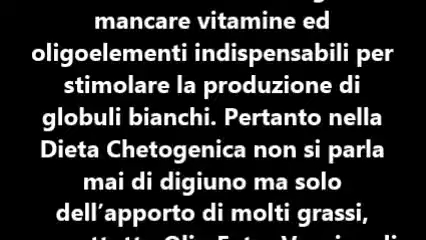 mancare vitamine ed
oligoelementi indispensabili per
stimolare la produzione di
globuli bianchi. Pertanto nella
Dieta Chetogenica non si parla
mai di digiuno ma solo
dell’apporto di molti grassi,